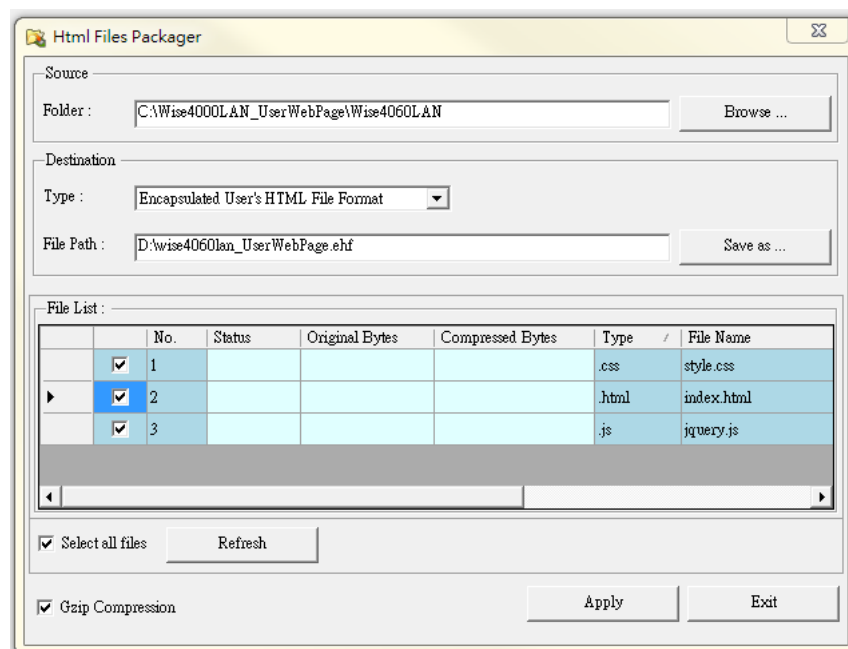 Html Files Packager
Source
Folder : C:\Wise4000LAN_UserWebPage\Wise4060LAN Browse ...
Destination
Type : Encapsulated User's HTML File Format
File Path : D:\wise4060lan_UserWebPage.ehf Save as ...
File List :
No. Status Original Bytes Compressed Bytes Type / File Name
1 .css style.css
2 .html index.html
3 .js jquery.js
Select all files Refresh
Gzip Compression Apply Exit